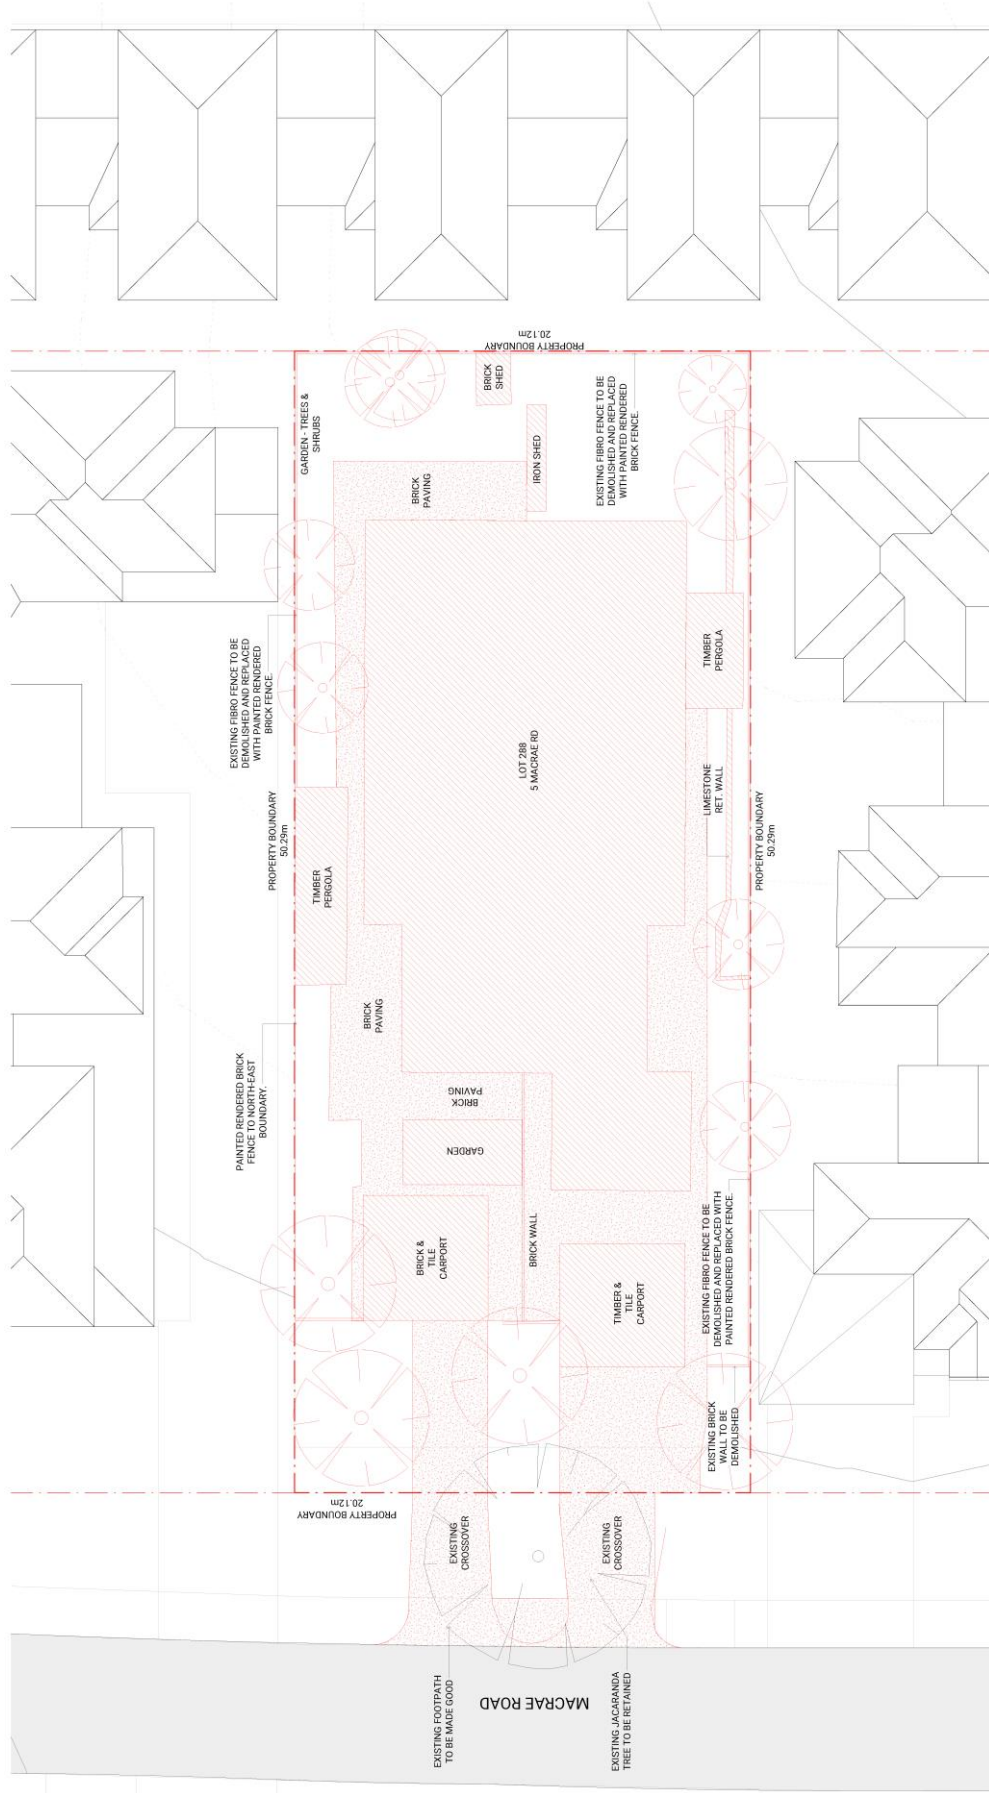 20.12m
PROPERTY BOUNDARY
GARDEN - TREES &
SHRUBS
BRICK
SHED
IRON SHED
BRICK
PAVING
EXISTING FIBRO FENCE TO BE
DEMOLISHED AND REPLACED
WITH PAINTED RENDERED
BRICK FENCE.
EXISTING FIBRO FENCE TO BE
DEMOLISHED AND REPLACED
WITH PAINTED RENDERED
BRICK FENCE.
TIMBER
PERGOLA
LOT 288
5 MACRAE RD
LIMESTONE
RET. WALL
PROPERTY BOUNDARY
50.29m
PROPERTY BOUNDARY
50.29m
TIMBER
PERGOLA
BRICK
PAVING
PAINTED RENDERED BRICK
FENCE TO NORTH-EAST
BOUNDARY.
BRICK
PAVING
GARDEN
BRICK &
TILE
CARPORT
BRICK WALL
TIMBER &
TILE
CARPORT
EXISTING FIBRO FENCE TO BE
DEMOLISHED AND REPLACED WITH
PAINTED RENDERED BRICK FENCE.
EXISTING BRICK
WALL TO BE
DEMOLISHED
20.12m
PROPERTY BOUNDARY
EXISTING
CROSSOVER
EXISTING
CROSSOVER
EXISTING FOOTPATH
TO BE MADE GOOD
MACRAE ROAD
EXISTING JACARANDA
TREE TO BE RETAINED